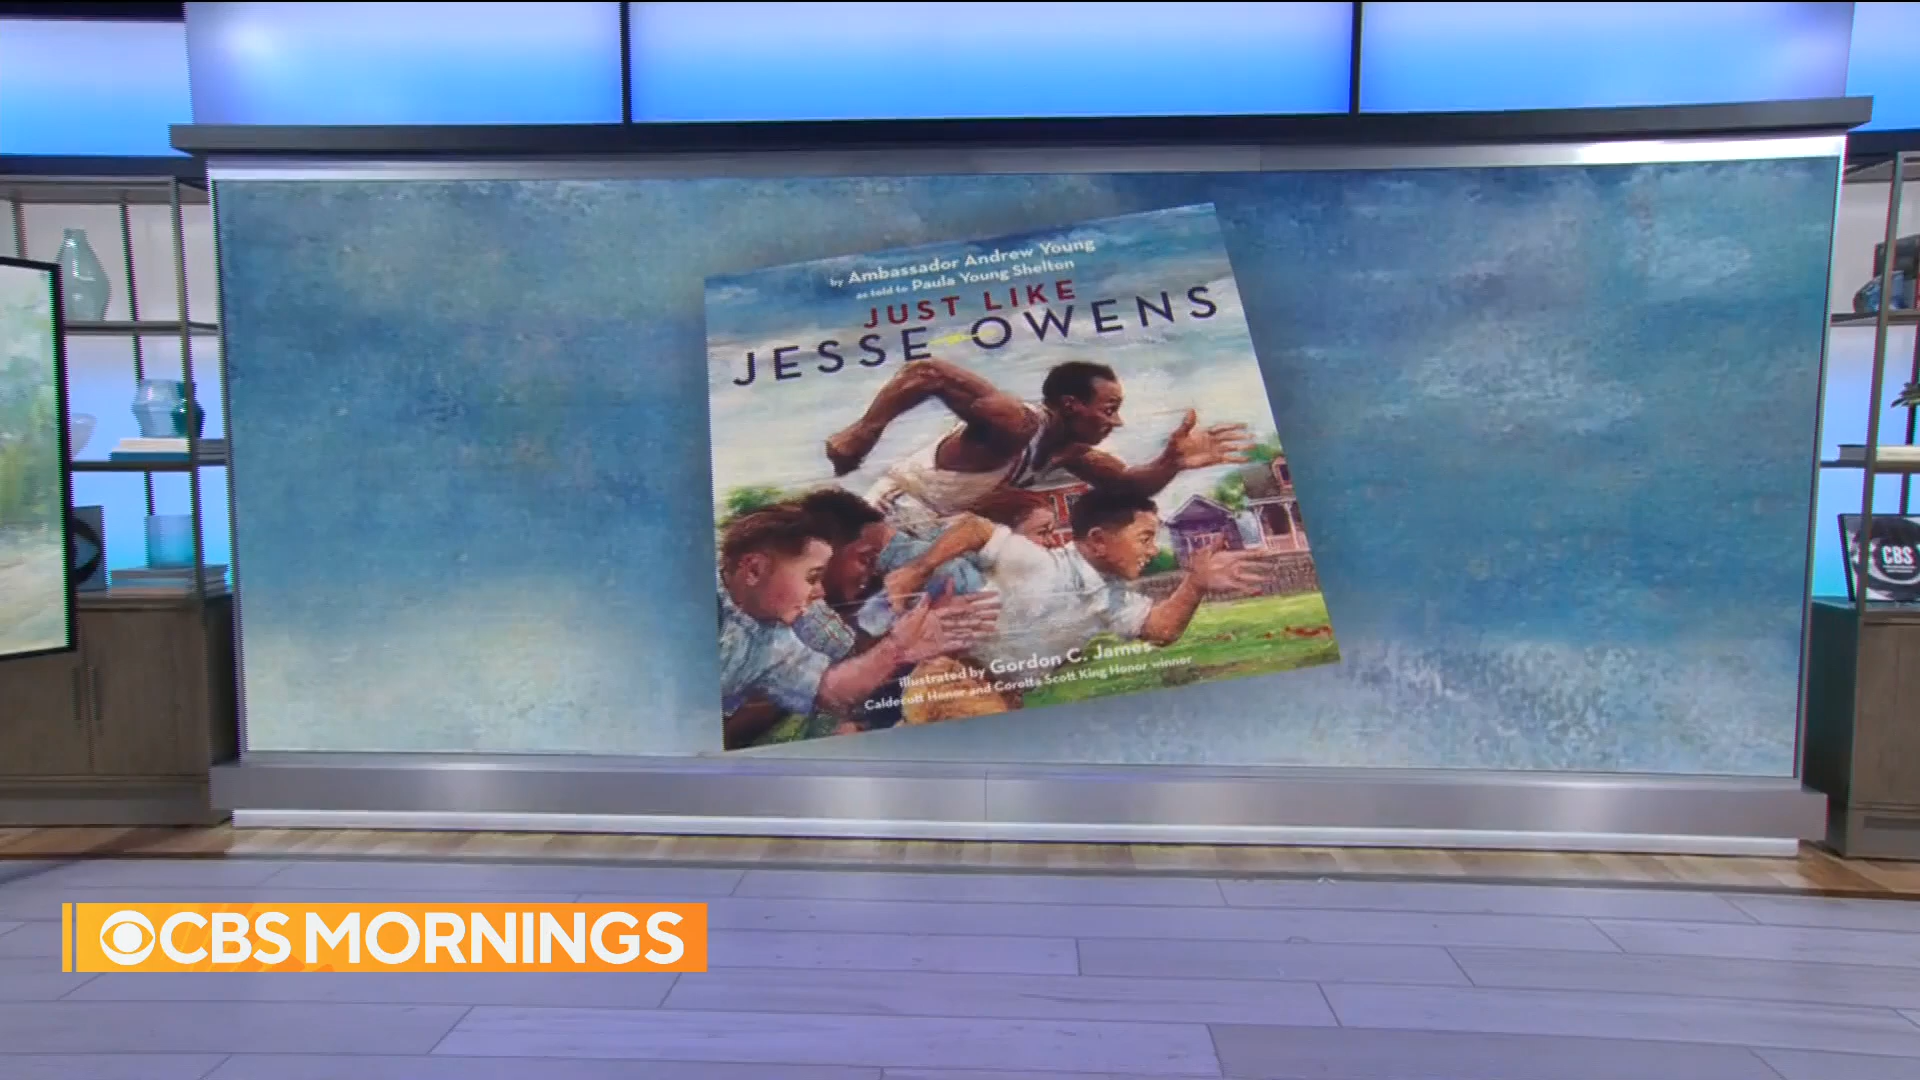 by Ambassador Andrew Young
as told to Paula Young Shelton
JUST LIKE
JESSE OWENS
illustrated by Gordon C. James
Caldecott Honor and Coretta Scott King Honor winner
CBS
CBS MORNINGS